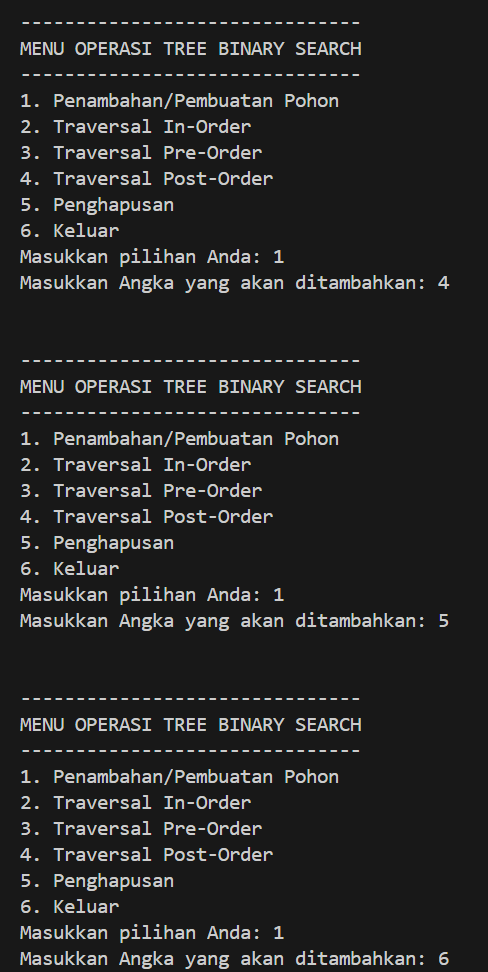 -------------------------------
MENU OPERASI TREE BINARY SEARCH
-------------------------------
1. Penambahan/Pembuatan Pohon
2. Traversal In-Order
3. Traversal Pre-Order
4. Traversal Post-Order
5. Penghapusan
6. Keluar
Masukkan pilihan Anda: 1
Masukkan Angka yang akan ditambahkan: 4
-------------------------------
MENU OPERASI TREE BINARY SEARCH
-------------------------------
1. Penambahan/Pembuatan Pohon
2. Traversal In-Order
3. Traversal Pre-Order
4. Traversal Post-Order
5. Penghapusan
6. Keluar
Masukkan pilihan Anda: 1
Masukkan Angka yang akan ditambahkan: 5
-------------------------------
MENU OPERASI TREE BINARY SEARCH
-------------------------------
1. Penambahan/Pembuatan Pohon
2. Traversal In-Order
3. Traversal Pre-Order
4. Traversal Post-Order
5. Penghapusan
6. Keluar
Masukkan pilihan Anda: 1
Masukkan Angka yang akan ditambahkan: 6